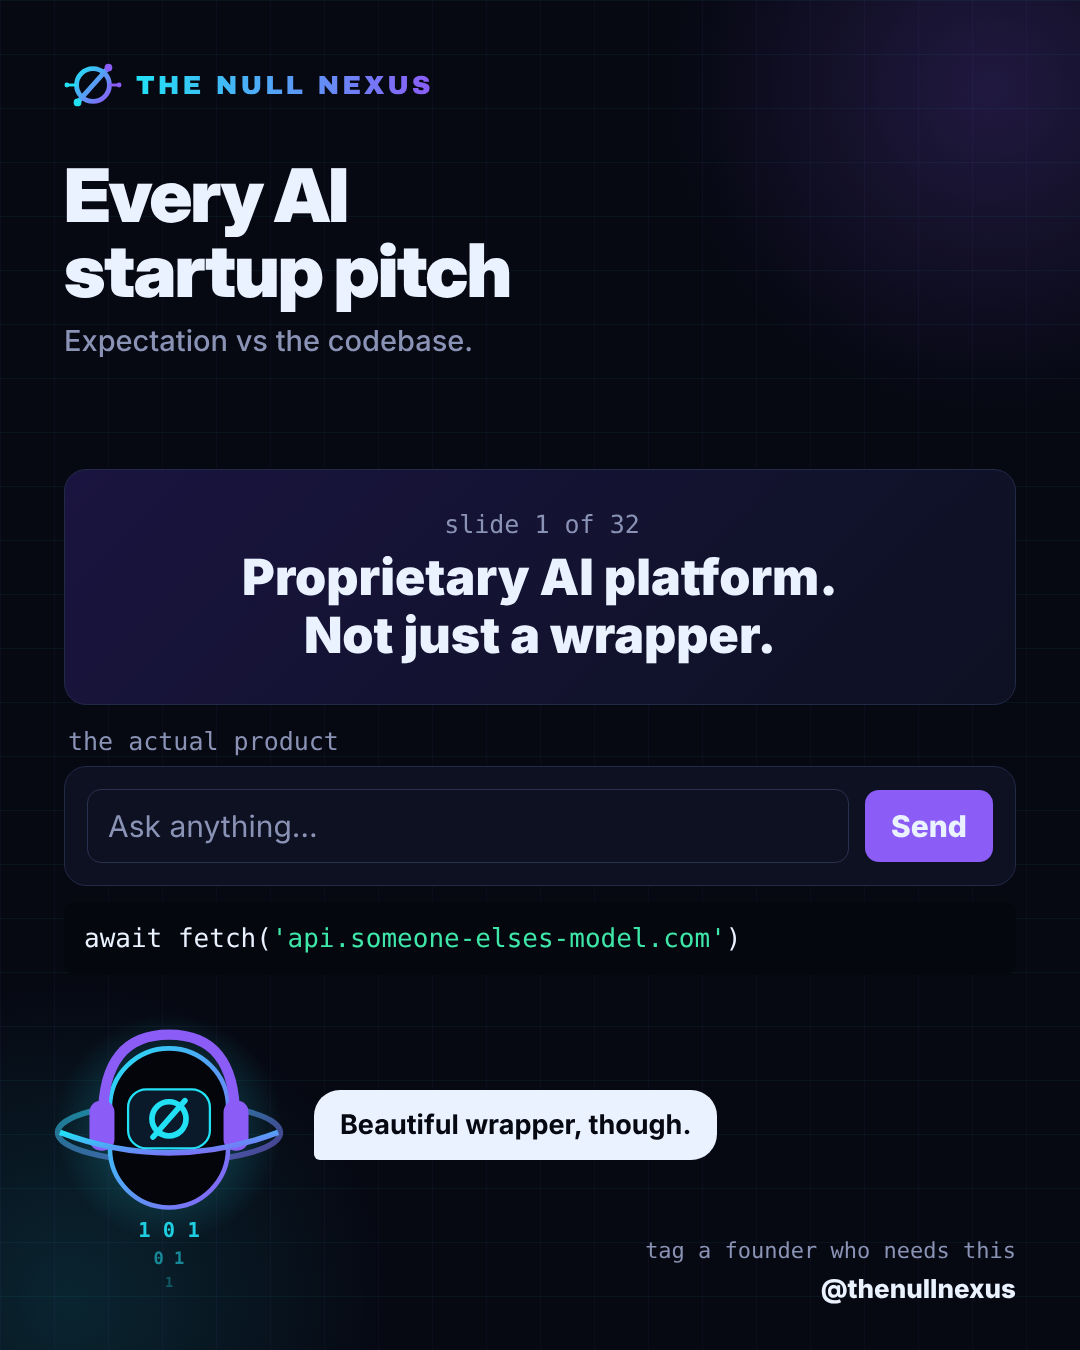 THE NULL NEXUS
Every AI
startup pitch
Expectation vs the codebase.
slide 1 of 32
Proprietary AI platform.
Not just a wrapper.
the actual product
Ask anything...
Send
await fetch('api.someone-elses-model.com')
Beautiful wrapper, though.
1 0 1
0 1
1
tag a founder who needs this
@thenullnexus